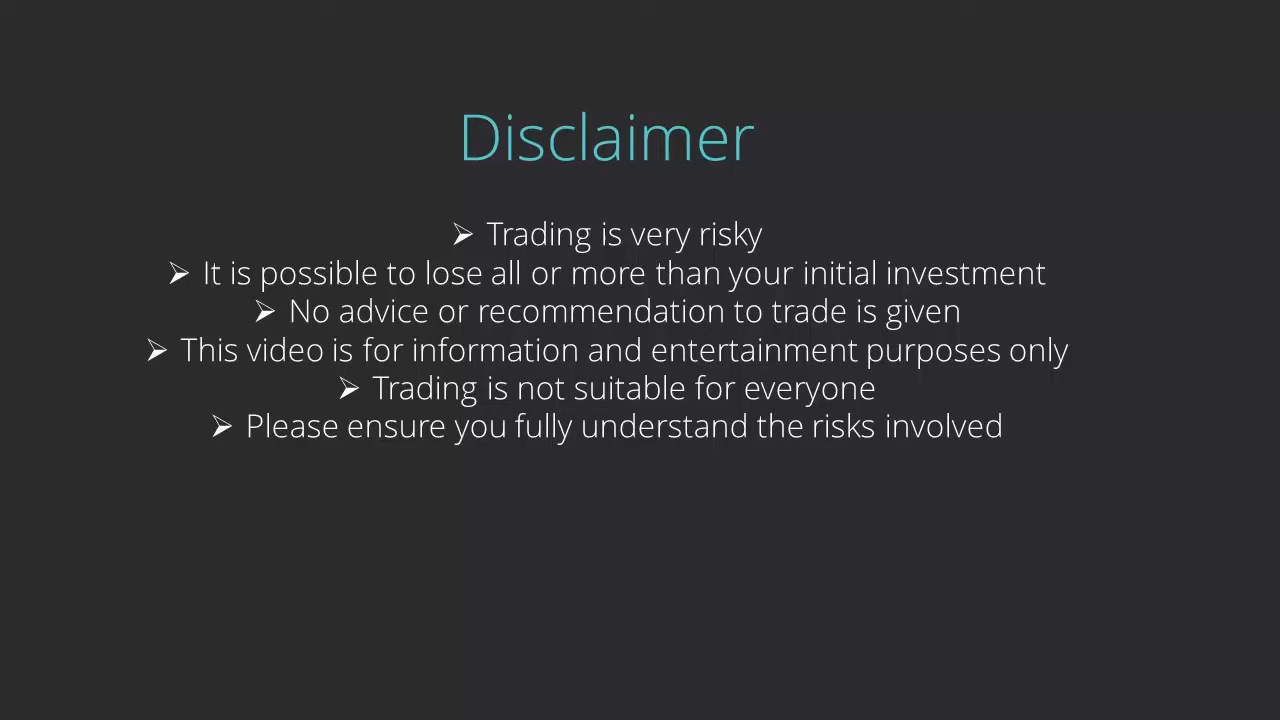 Disclaimer
➢ Trading is very risky
➢ It is possible to lose all or more than your initial investment
➢ No advice or recommendation to trade is given
➢ This video is for information and entertainment purposes only
➢ Trading is not suitable for everyone
➢ Please ensure you fully understand the risks involved